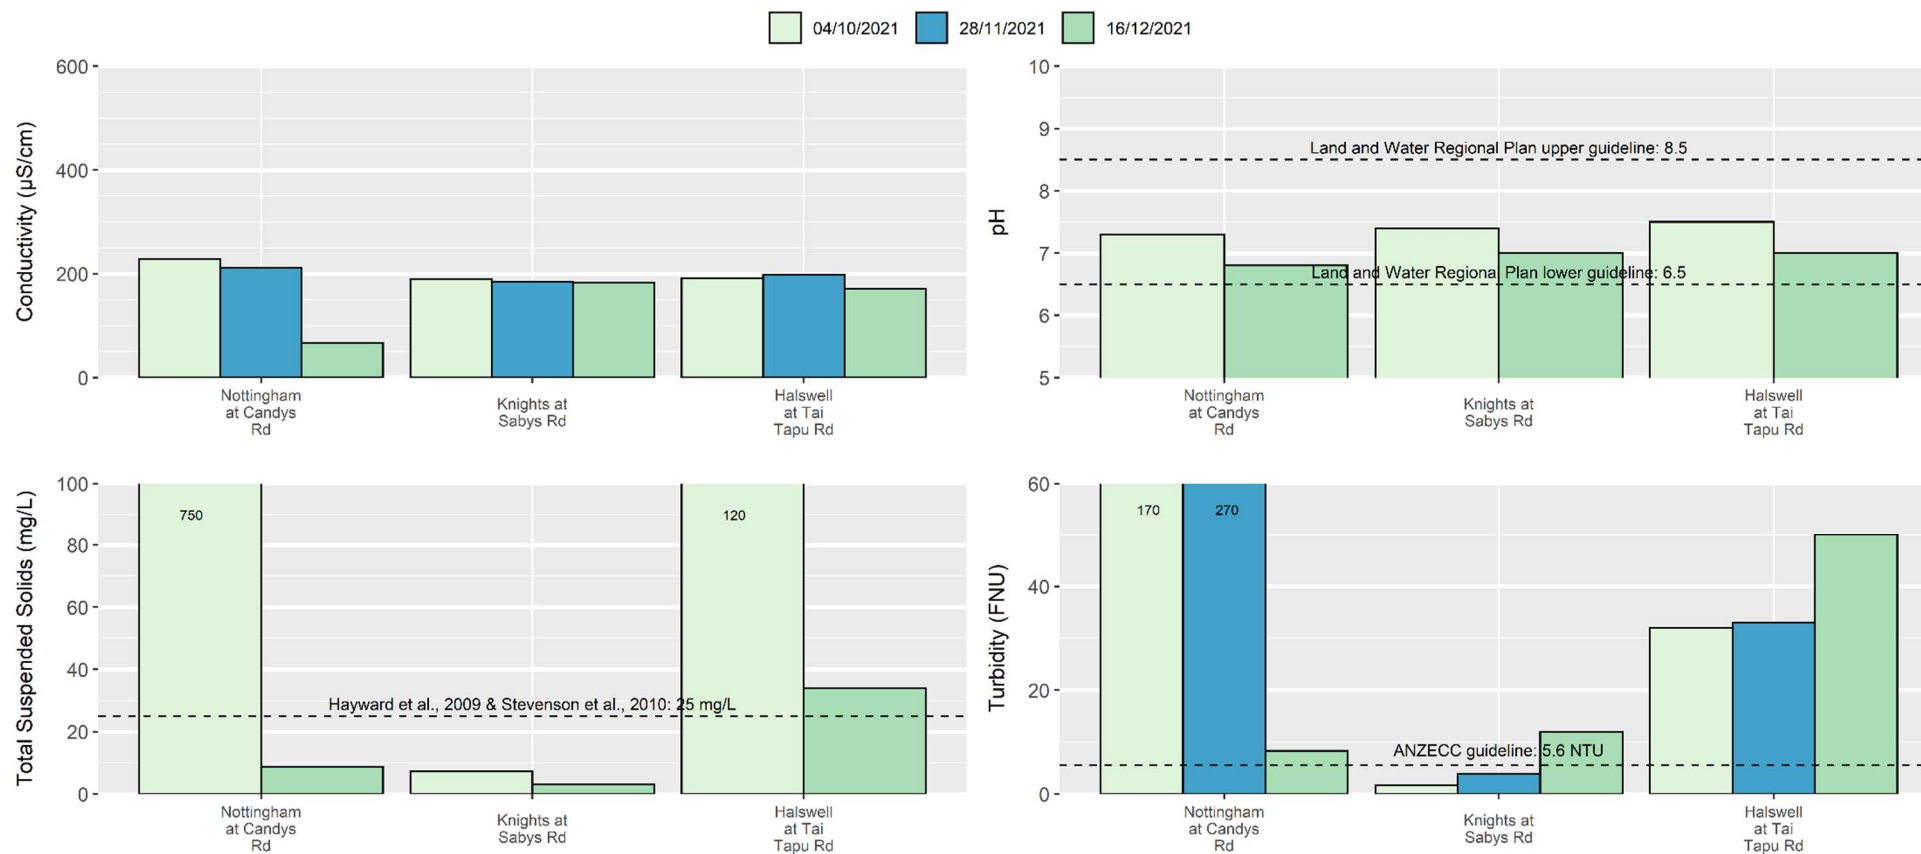 04/10/2021 28/11/2021 16/12/2021
Conductivity (µS/cm)
600
400
200
0
Nottingham
at Candys
Rd
Knights at
Sabys Rd
Halswell
at Tai
Tapu Rd
pH
10
9
8
7
6
5
Land and Water Regional Plan upper guideline: 8.5
Land and Water Regional Plan lower guideline: 6.5
Nottingham
at Candys
Rd
Knights at
Sabys Rd
Halswell
at Tai
Tapu Rd
Total Suspended Solids (mg/L)
100
80
60
40
20
0
750
120
Hayward et al., 2009 & Stevenson et al., 2010: 25 mg/L
Nottingham
at Candys
Rd
Knights at
Sabys Rd
Halswell
at Tai
Tapu Rd
Turbidity (FNU)
60
40
20
0
170
270
ANZECC guideline: 5.6 NTU
Nottingham
at Candys
Rd
Knights at
Sabys Rd
Halswell
at Tai
Tapu Rd